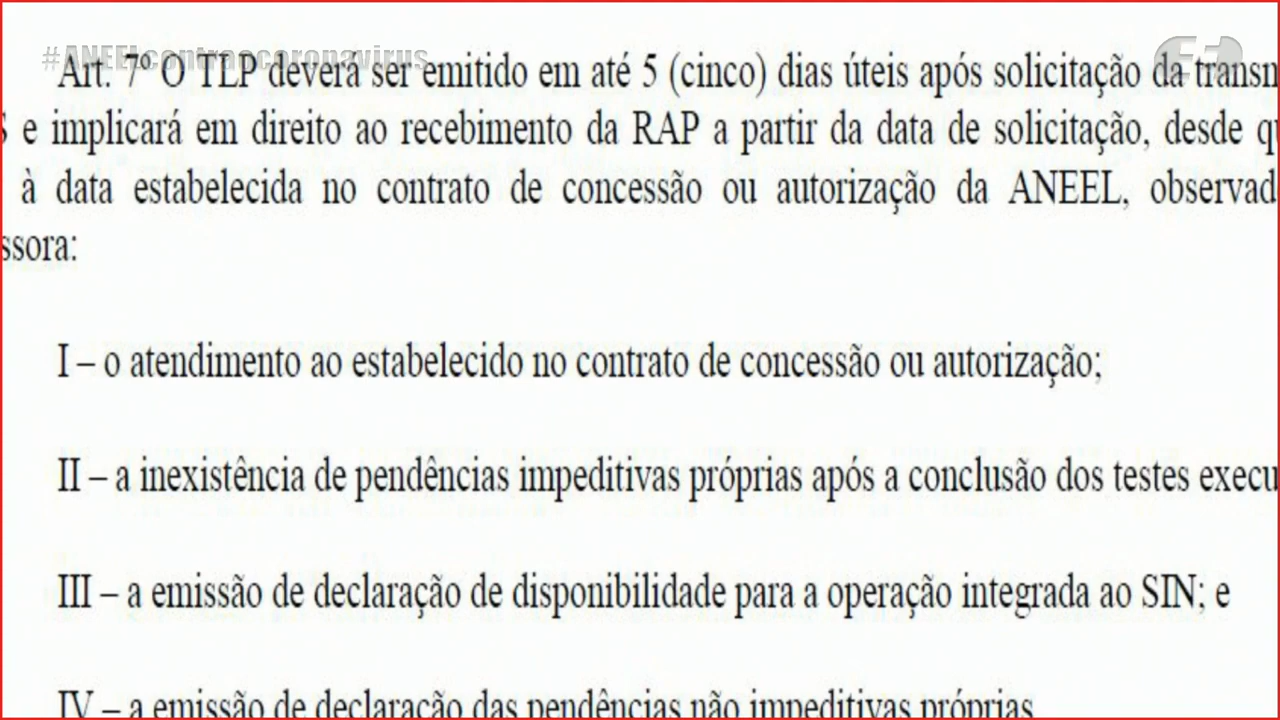 #ANEELcontraocoronavirus
Art. 7º O TLP deverá ser emitido em até 5 (cinco) dias úteis após solicitação da transm
S e implicará em direito ao recebimento da RAP a partir da data de solicitação, desde qu
à data estabelecida no contrato de concessão ou autorização da ANEEL, observad
ssora:
I – o atendimento ao estabelecido no contrato de concessão ou autorização;
II – a inexistência de pendências impeditivas próprias após a conclusão dos testes execu
III – a emissão de declaração de disponibilidade para a operação integrada ao SIN; e
IV – a emissão de declaração das pendências não impeditivas próprias